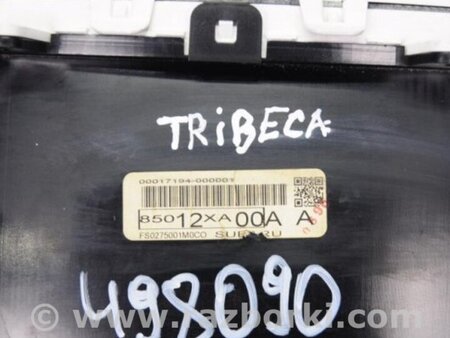 TRIBECA
00017194-000001
85012XA00A A
FS0275001M0CO SUBARU
498090
www.razborki.com